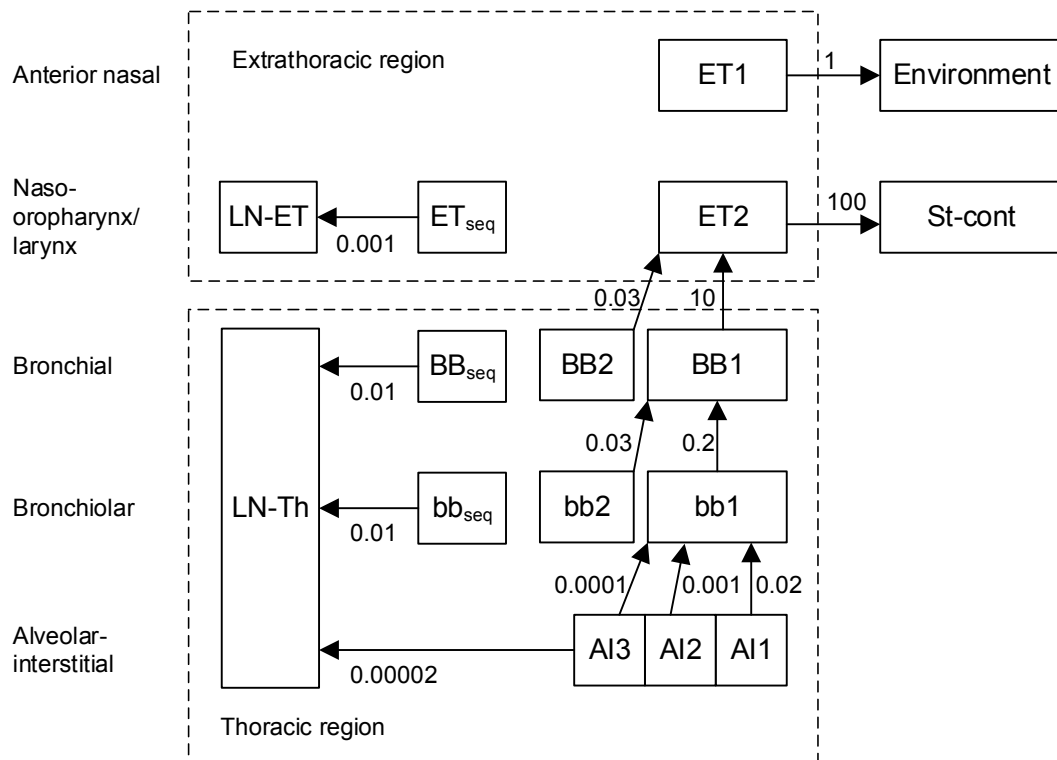 Extrathoracic region
Anterior nasal
ET1
1
Environment
Naso-
oropharynx/
larynx
LN-ET
0.001
ETseq
ET2
100
St-cont
0.03
10
Bronchial
LN-Th
0.01
BBseq
BB2
BB1
0.03
0.2
Bronchiolar
0.01
bbseq
bb2
bb1
0.0001
0.001
0.02
Alveolar-
interstitial
0.00002
AI3
AI2
AI1
Thoracic region